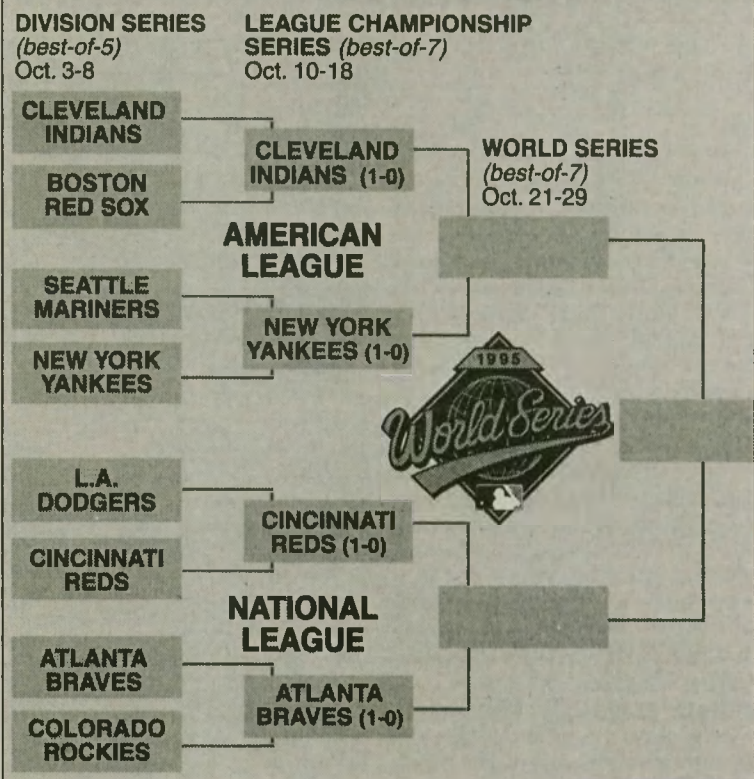 DIVISION SERIES
(best-of-5)
Oct. 3-8
LEAGUE CHAMPIONSHIP
SERIES (best-of-7)
Oct. 10-18
CLEVELAND
INDIANS
BOSTON
RED SOX
CLEVELAND
INDIANS (1-0)
WORLD SERIES
(best-of-7)
Oct. 21-29
AMERICAN
LEAGUE
SEATTLE
MARINERS
NEW YORK
YANKEES
NEW YORK
YANKEES (1-0)
1995
World Series
L.A.
DODGERS
CINCINNATI
REDS
CINCINNATI
REDS (1-0)
NATIONAL
LEAGUE
ATLANTA
BRAVES
COLORADO
ROCKIES
ATLANTA
BRAVES (1-0)